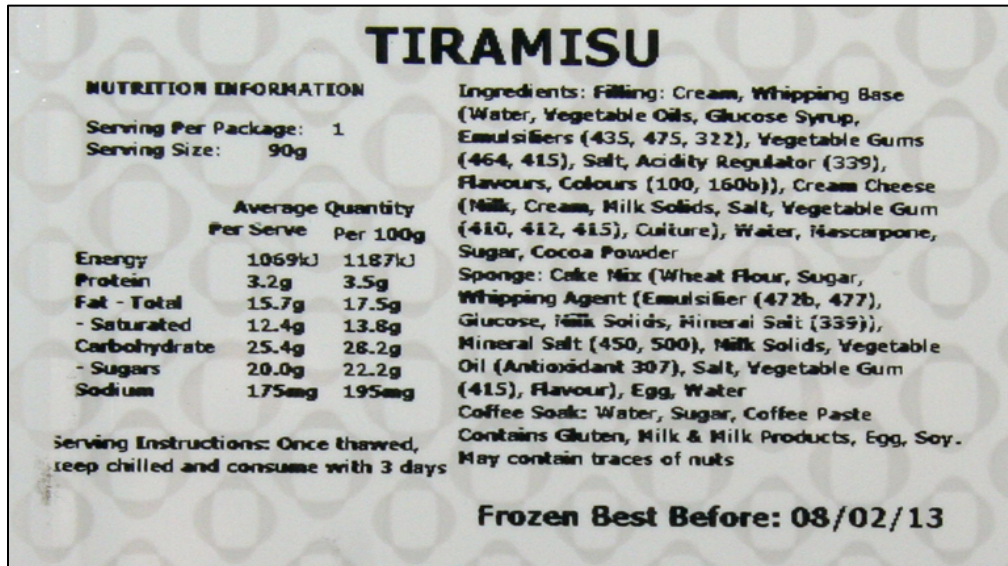 TIRAMISU
NUTRITION INFORMATION
Serving Per Package: 1
Serving Size: 90g
Average Quantity
Per Serve Per 100g
Energy 1069kJ 1187kJ
Protein 3.2g 3.5g
Fat - Total 15.7g 17.5g
- Saturated 12.4g 13.8g
Carbohydrate 25.4g 28.2g
- Sugars 20.0g 22.2g
Sodium 175mg 195mg
Serving Instructions: Once thawed,
keep chilled and consume with 3 days
Ingredients: Filling: Cream, Whipping Base
(Water, Vegetable Oils, Glucose Syrup,
Emulsifiers (435, 475, 322), Vegetable Gums
(464, 415), Salt, Acidity Regulator (339),
Flavours, Colours (100, 160b)), Cream Cheese
(Milk, Cream, Milk Solids, Salt, Vegetable Gum
(410, 412, 415), Culture), Water, Mascarpone,
Sugar, Cocoa Powder
Sponge: Cake Mix (Wheat Flour, Sugar,
Whipping Agent (Emulsifier (472b, 477),
Glucose, Milk Solids, Mineral Salt (339)),
Mineral Salt (450, 500), Milk Solids, Vegetable
Oil (Antioxidant 307), Salt, Vegetable Gum
(415), Flavour), Egg, Water
Coffee Soak: Water, Sugar, Coffee Paste
Contains Gluten, Milk & Milk Products, Egg, Soy.
May contain traces of nuts
Frozen Best Before: 08/02/13